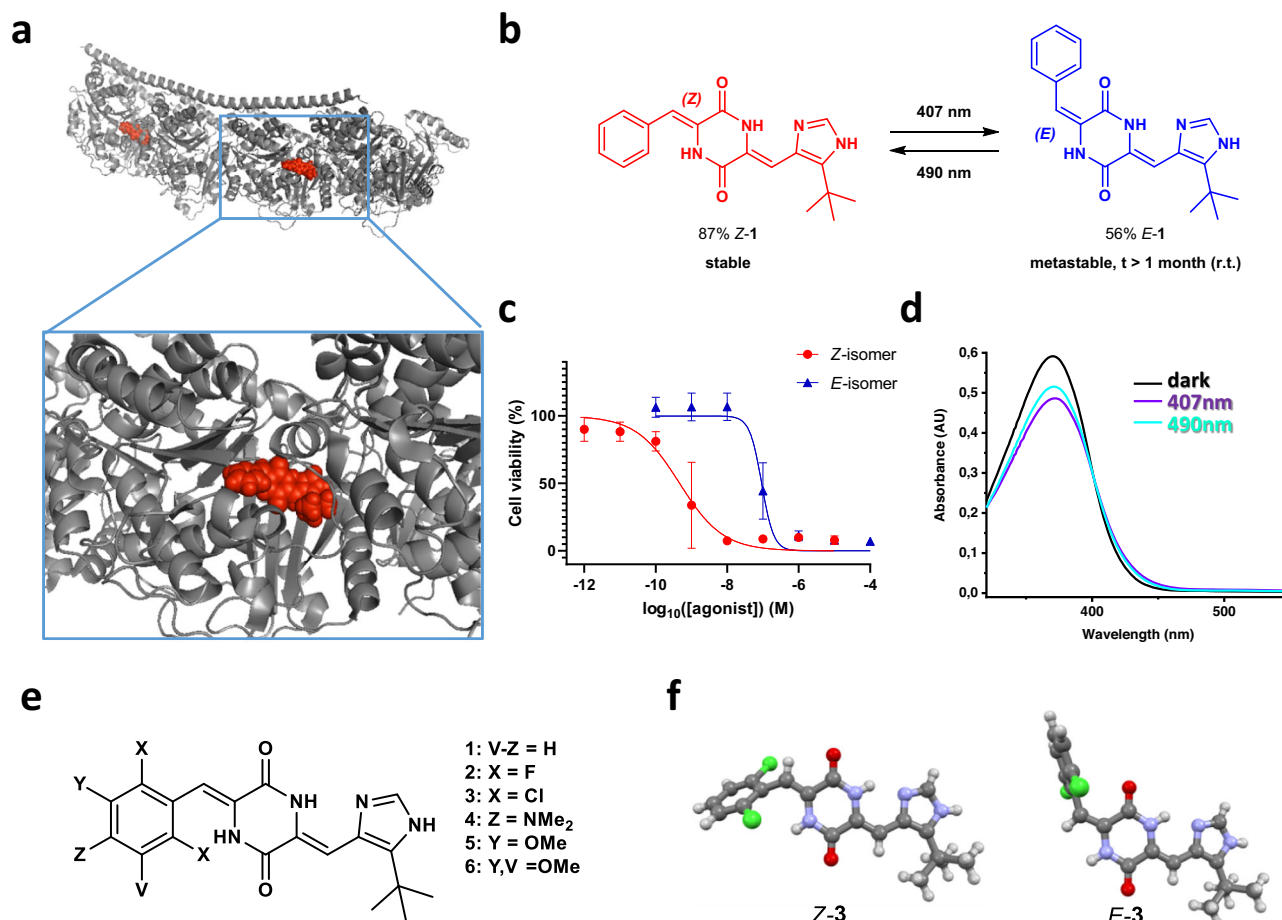 a
b
(Z)
O
NH
HN
O
N
NH
87% Z-1
stable
407 nm
490 nm
(E)
O
NH
HN
O
N
NH
56% E-1
metastable, t > 1 month (r.t.)
c
Z-isomer
E-isomer
Cell viability (%)
100
50
0
-12
-10
-8
-6
-4
log10([agonist]) (M)
d
Absorbance (AU)
0,6
0,5
0,4
0,3
0,2
0,1
0,0
400
500
Wavelength (nm)
dark
407nm
490nm
e
X
Y
Z
V
X
O
NH
HN
O
N
NH
1: V-Z = H
2: X = F
3: X = Cl
4: Z = NMe2
5: Y = OMe
6: Y,V =OMe
f
Z-3
E-3